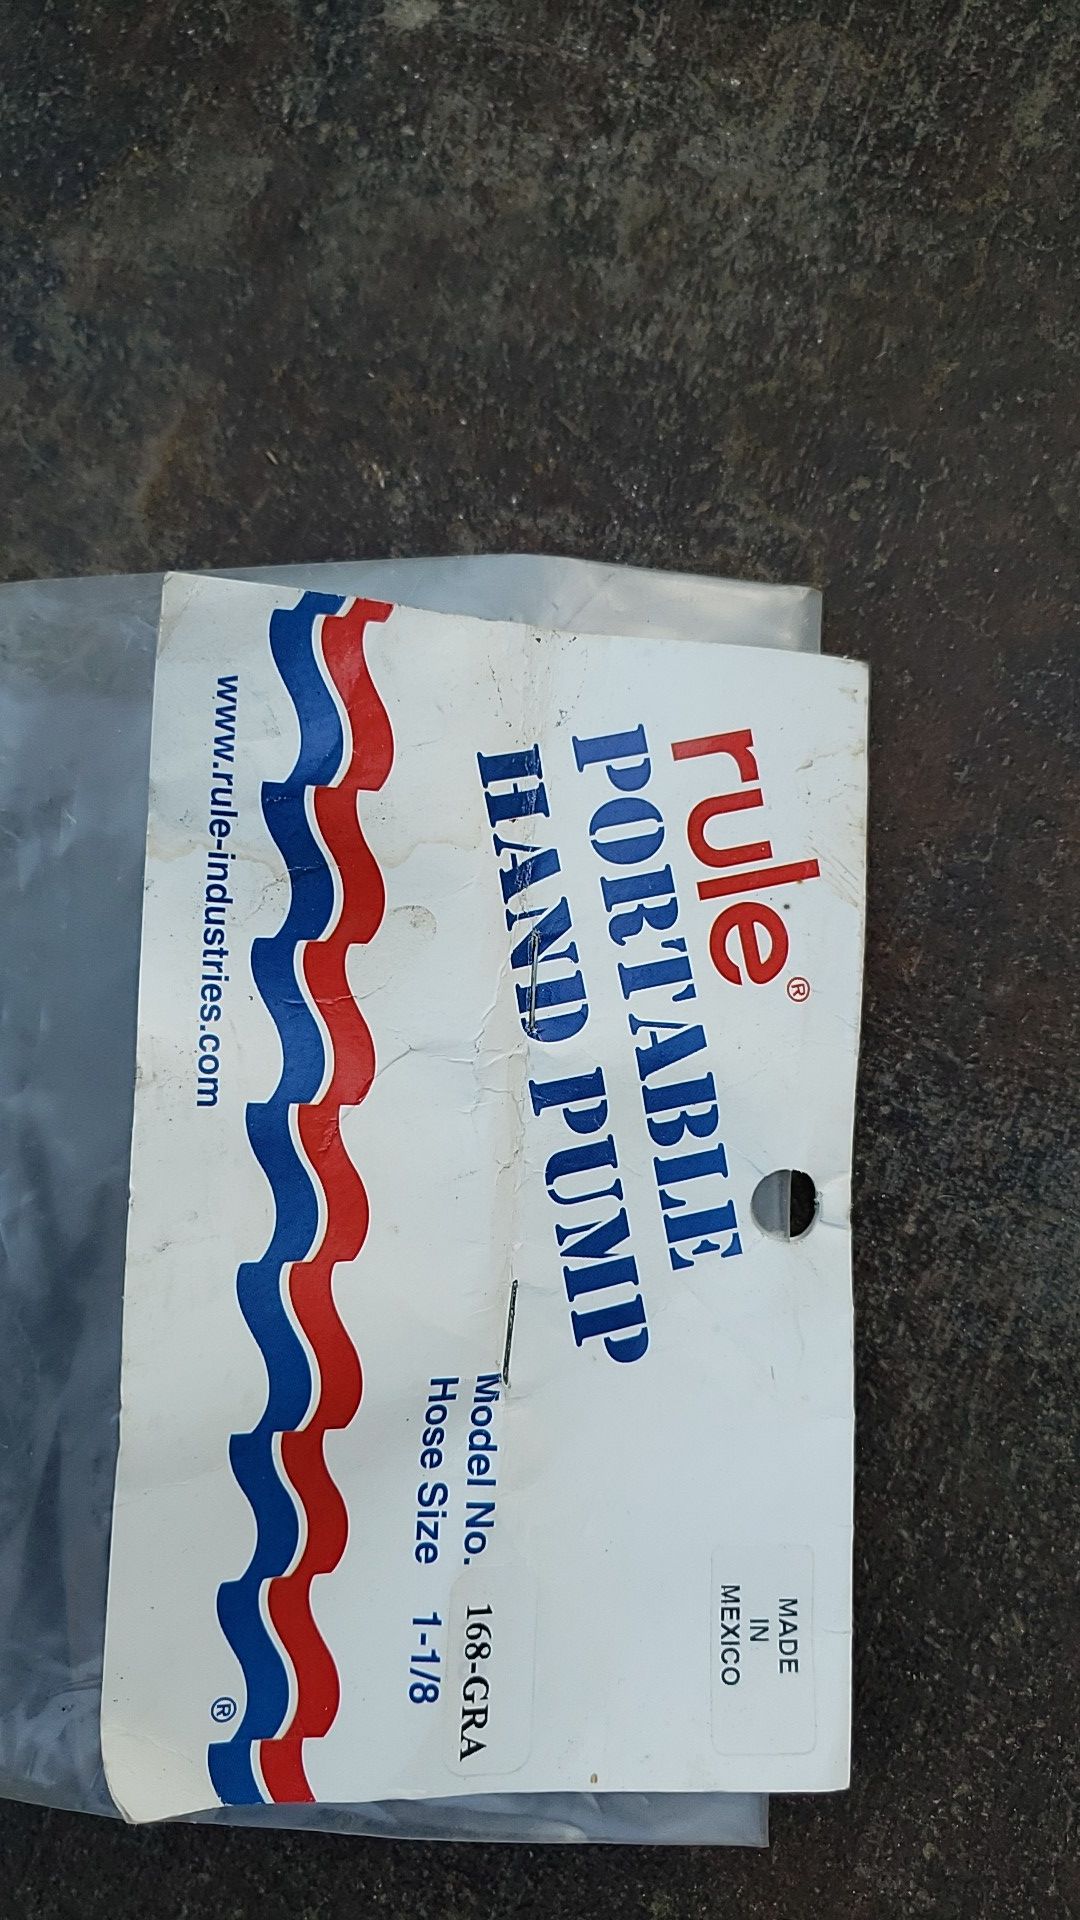 rule®
PORTABLE
HAND PUMP
MADE
IN
MEXICO
Model No. 168-GRA
Hose Size 1-1/8
®
www.rule-industries.com